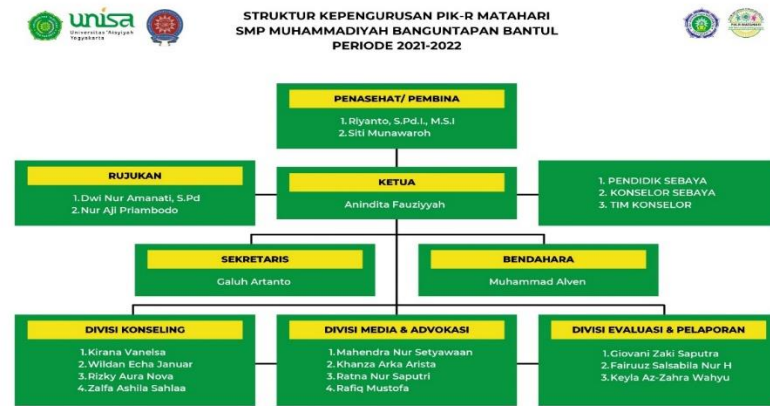 unisa
Universitas 'Aisyiyah
Yogyakarta
STRUKTUR KEPENGURUSAN PIK-R MATAHARI
SMP MUHAMMADIYAH BANGUNTAPAN BANTUL
PERIODE 2021-2022
PENASEHAT/ PEMBINA
1. Riyanto, S.Pd.I., M.S.I
2. Siti Munawaroh
RUJUKAN
1.Dwi Nur Amanati, S.Pd
2.Nur Aji Priambodo
KETUA
Anindita Fauziyyah
1. PENDIDIK SEBAYA
2. KONSELOR SEBAYA
3. TIM KONSELOR
SEKRETARIS
Galuh Artanto
BENDAHARA
Muhammad Alven
DIVISI KONSELING
1.Kirana Vanelsa
2.Wildan Echa Januar
3.Rizky Aura Nova
4.Zalfa Ashila Sahlaa
DIVISI MEDIA & ADVOKASI
1.Mahendra Nur Setyawaan
2.Khanza Arka Arista
3.Ratna Nur Saputri
4.Rafiq Mustofa
DIVISI EVALUASI & PELAPORAN
1.Giovani Zaki Saputra
2.Fairuuz Salsabila Nur H
3.Keyla Az-Zahra Wahyu